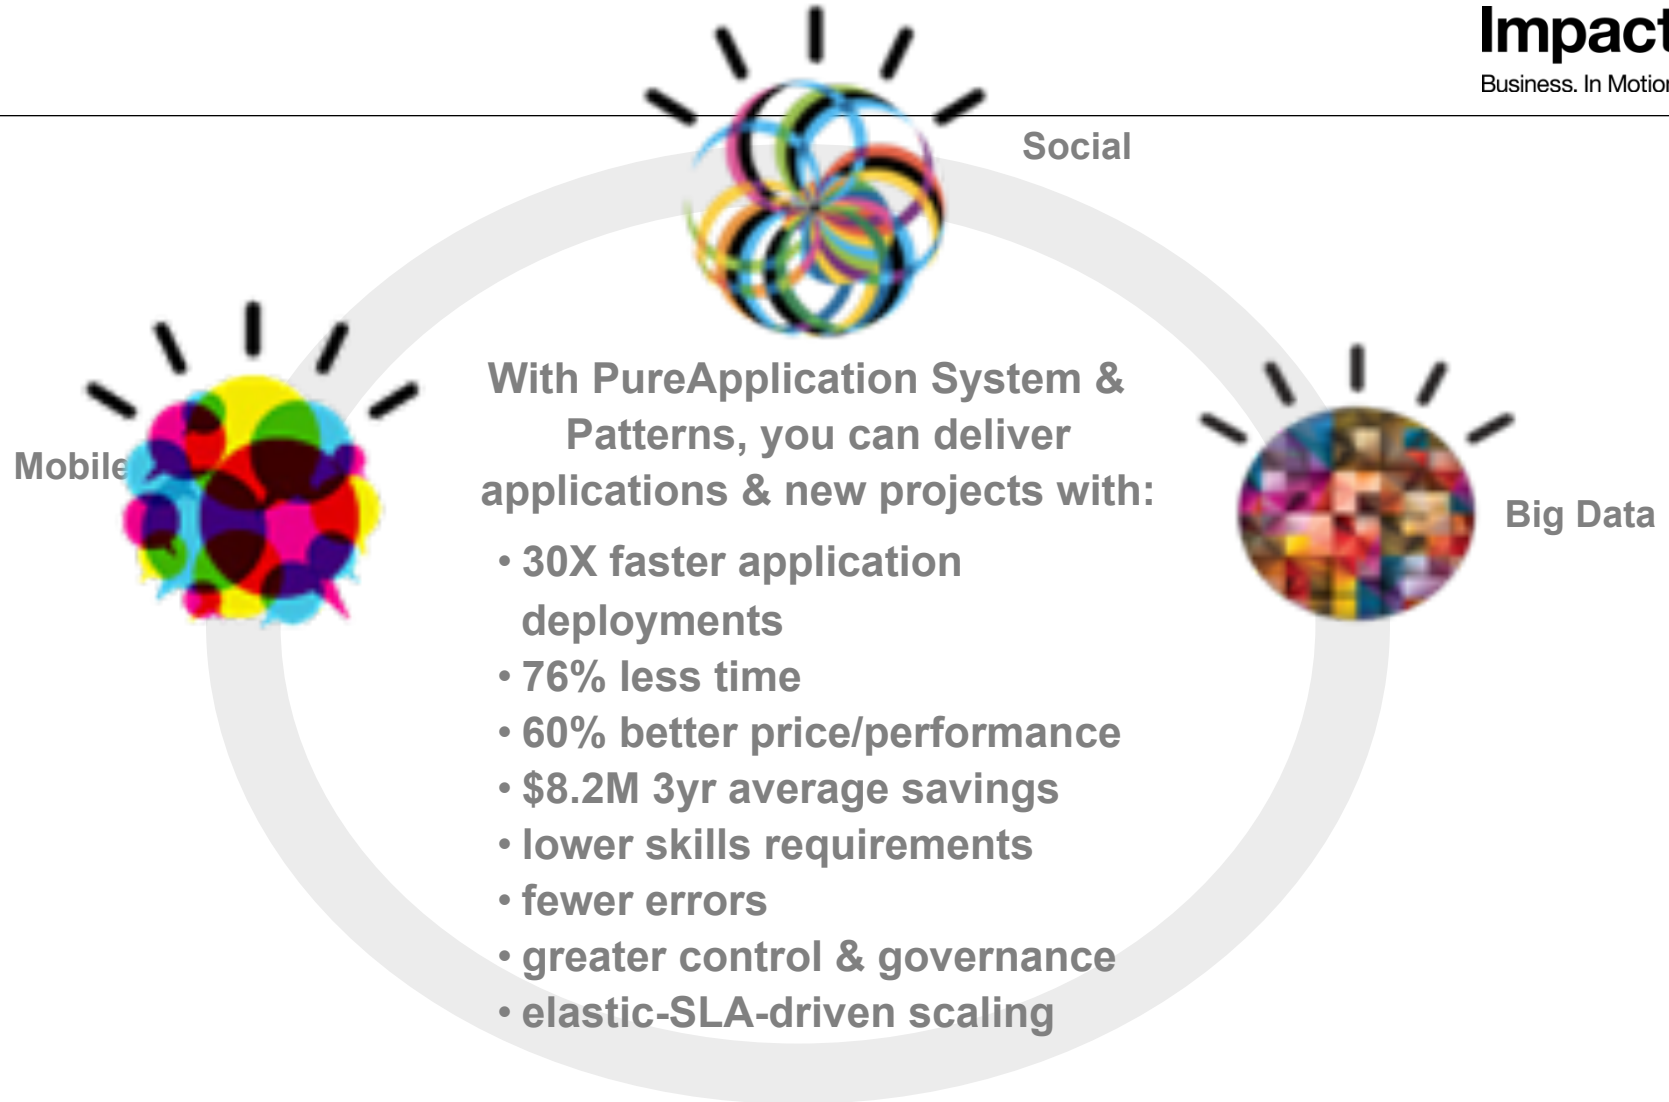 Impact
Business. In Motion
Social
With PureApplication System &
Patterns, you can deliver
applications & new projects with:
Mobile
Big Data
• 30X faster application
deployments
• 76% less time
• 60% better price/performance
• $8.2M 3yr average savings
• lower skills requirements
• fewer errors
• greater control & governance
• elastic-SLA-driven scaling